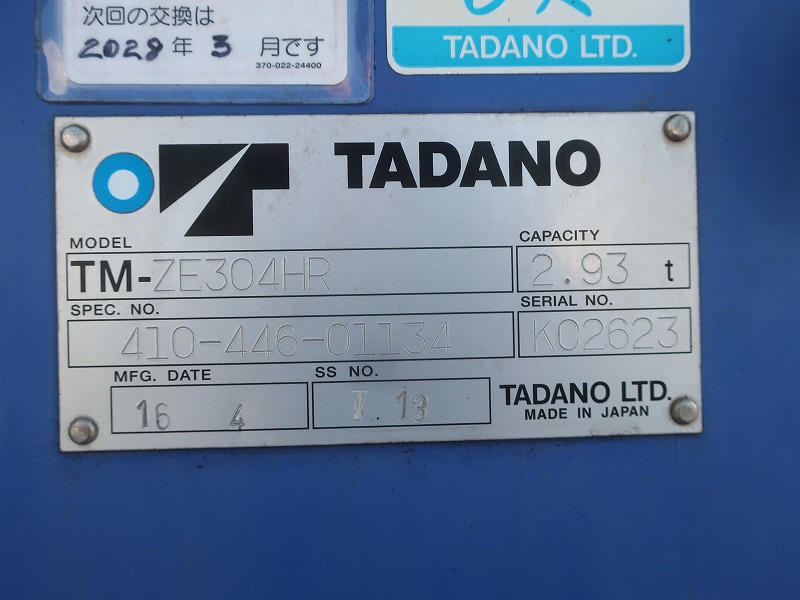 次回の交換は
2028年 3月です
370-022-24400
TADANO LTD.
TADANO
MODEL
TM-ZE304HR
CAPACITY
2.93 t
SPEC. NO.
410-446-01134
SERIAL NO.
KC2623
MFG. DATE
16 4
SS NO.
T 13
TADANO LTD.
MADE IN JAPAN